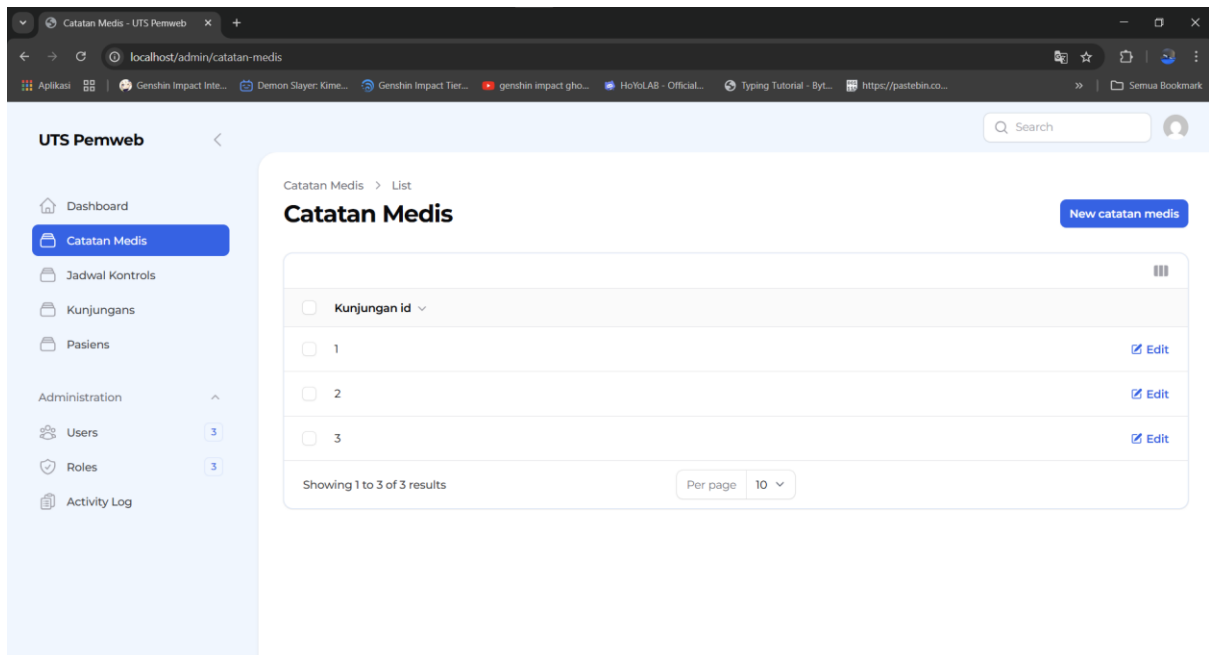 Catatan Medis - UTS Pemweb
localhost/admin/catatan-medis
Aplikasi Genshin Impact Inte... Demon Slayer: Kime... Genshin Impact Tier... genshin impact gho... HoYoLAB - Official... Typing Tutorial - Byt... https://pastebin.co... » Semua Bookmark
UTS Pemweb
Search
Dashboard
Catatan Medis
Jadwal Kontrols
Kunjungans
Pasiens
Administration
Users 3
Roles 3
Activity Log
Catatan Medis > List
Catatan Medis
New catatan medis
Kunjungan id
1 Edit
2 Edit
3 Edit
Showing 1 to 3 of 3 results
Per page 10